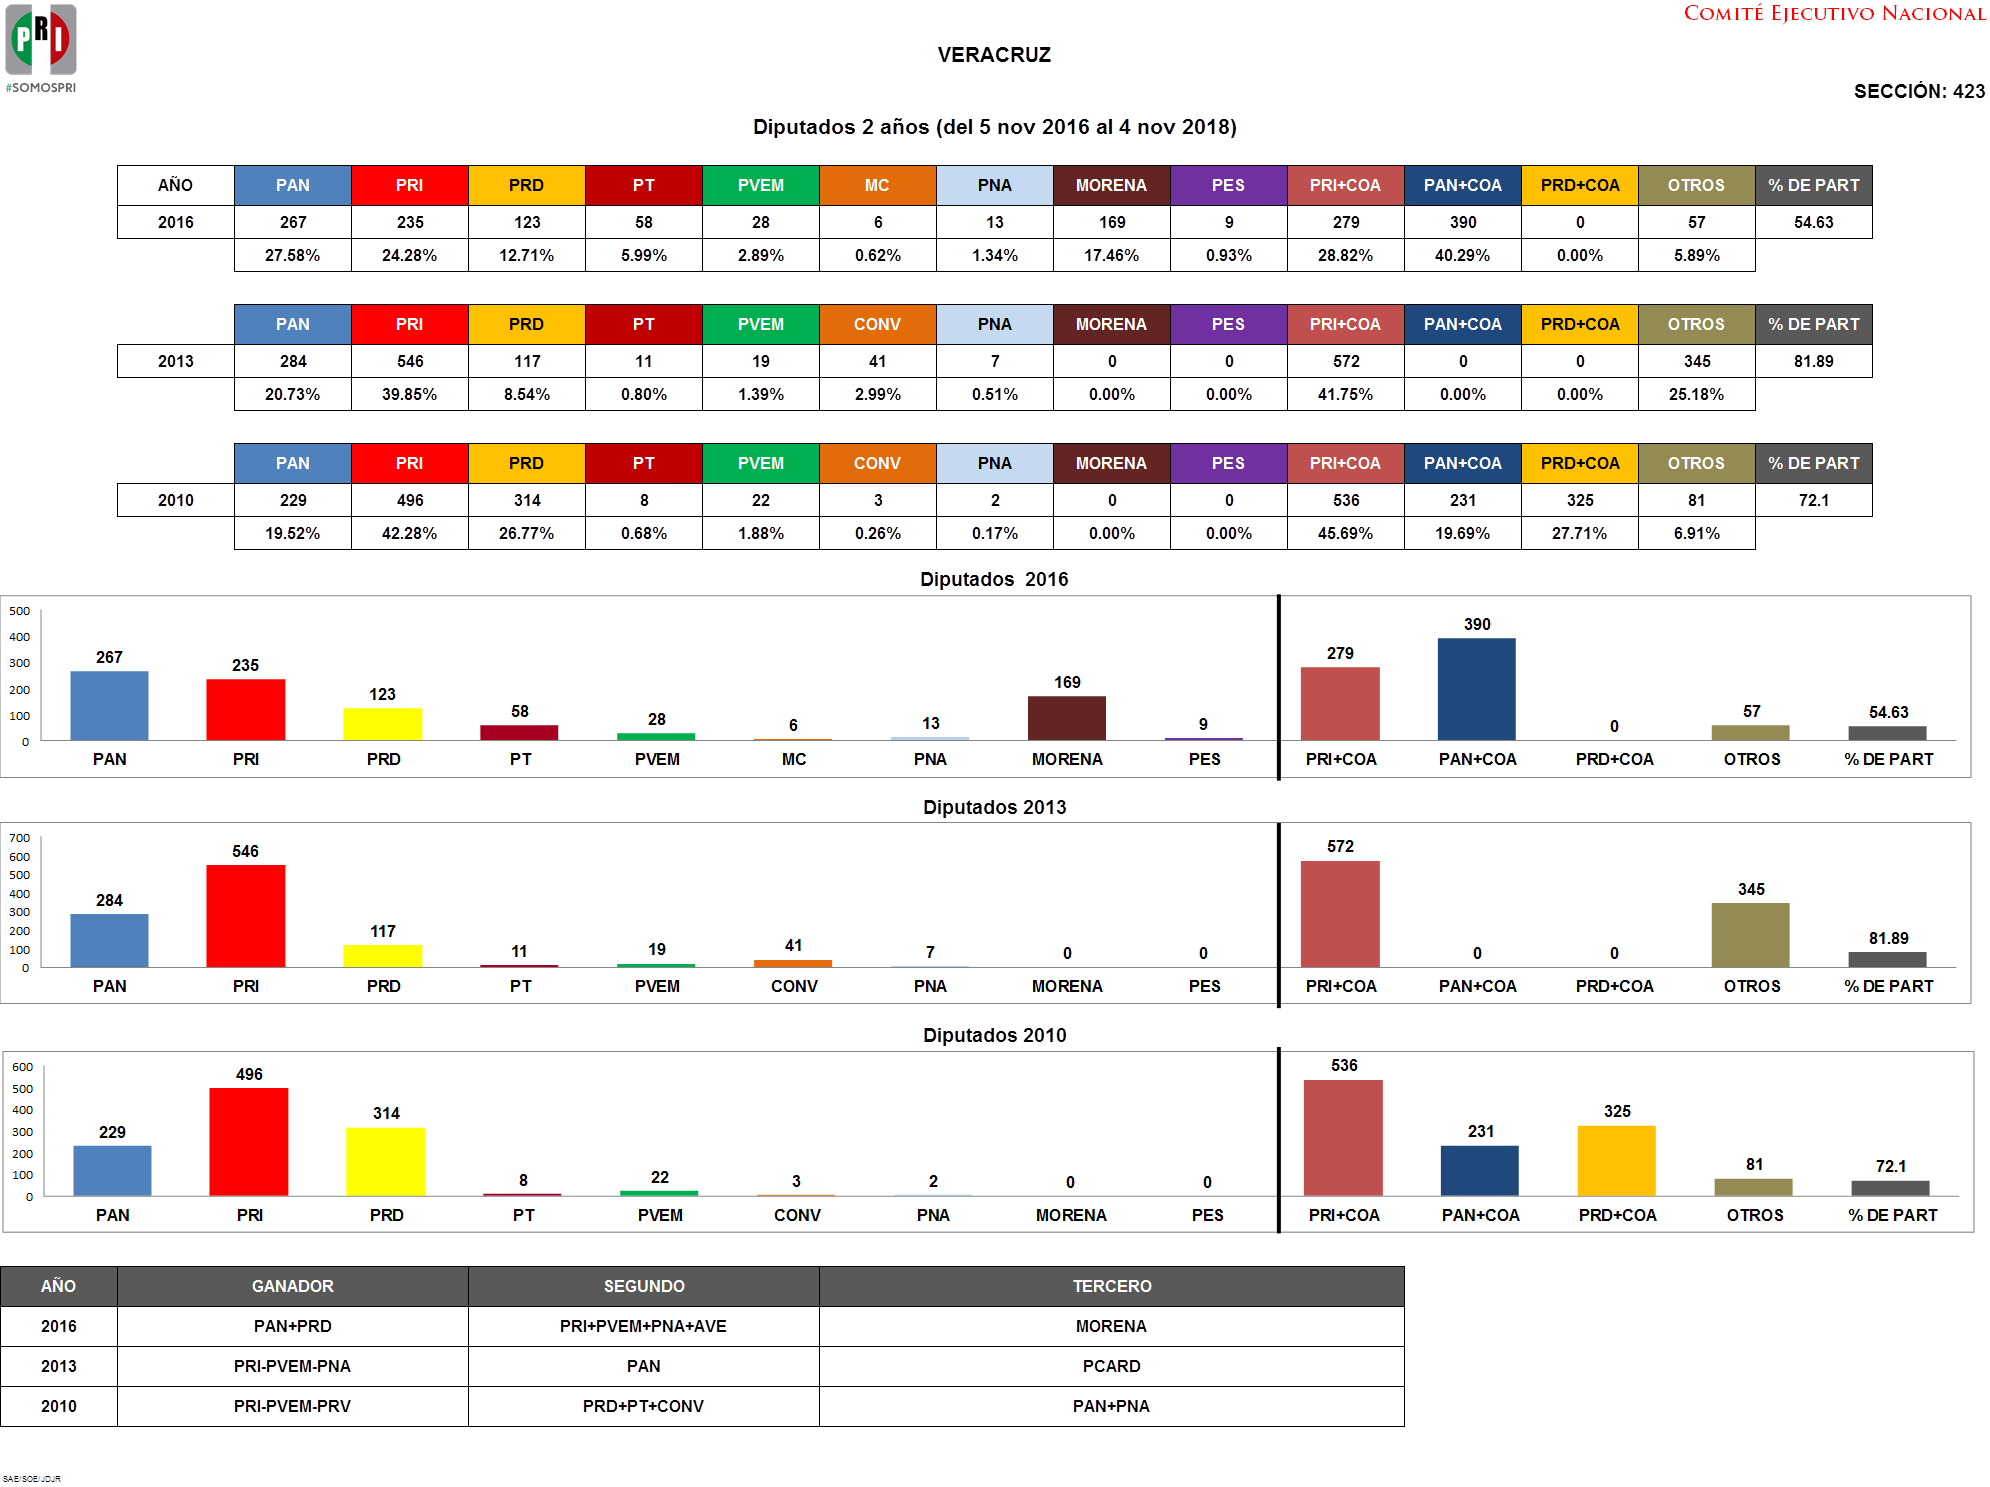 PRI
#SOMOSPRI
COMITÉ EJECUTIVO NACIONAL
VERACRUZ
SECCIÓN: 423
Diputados 2 años (del 5 nov 2016 al 4 nov 2018)
AÑO PAN PRI PRD PT PVEM MC PNA MORENA PES PRI+COA PAN+COA PRD+COA OTROS % DE PART
2016 267 235 123 58 28 6 13 169 9 279 390 0 57 54.63
27.58% 24.28% 12.71% 5.99% 2.89% 0.62% 1.34% 17.46% 0.93% 28.82% 40.29% 0.00% 5.89%
PAN PRI PRD PT PVEM CONV PNA MORENA PES PRI+COA PAN+COA PRD+COA OTROS % DE PART
2013 284 546 117 11 19 41 7 0 0 572 0 0 345 81.89
20.73% 39.85% 8.54% 0.80% 1.39% 2.99% 0.51% 0.00% 0.00% 41.75% 0.00% 0.00% 25.18%
PAN PRI PRD PT PVEM CONV PNA MORENA PES PRI+COA PAN+COA PRD+COA OTROS % DE PART
2010 229 496 314 8 22 3 2 0 0 536 231 325 81 72.1
19.52% 42.28% 26.77% 0.68% 1.88% 0.26% 0.17% 0.00% 0.00% 45.69% 19.69% 27.71% 6.91%
Diputados 2016
500
400
300
200
100
0
267 235 123 58 28 6 13 169 9 279 390 0 57 54.63
PAN PRI PRD PT PVEM MC PNA MORENA PES PRI+COA PAN+COA PRD+COA OTROS % DE PART
Diputados 2013
700
600
500
400
300
200
100
0
284 546 117 11 19 41 7 0 0 572 0 0 345 81.89
PAN PRI PRD PT PVEM CONV PNA MORENA PES PRI+COA PAN+COA PRD+COA OTROS % DE PART
Diputados 2010
600
500
400
300
200
100
0
229 496 314 8 22 3 2 0 0 536 231 325 81 72.1
PAN PRI PRD PT PVEM CONV PNA MORENA PES PRI+COA PAN+COA PRD+COA OTROS % DE PART
AÑO GANADOR SEGUNDO TERCERO
2016 PAN+PRD PRI+PVEM+PNA+AVE MORENA
2013 PRI-PVEM-PNA PAN PCARD
2010 PRI-PVEM-PRV PRD+PT+CONV PAN+PNA
SAE/SOE/JDJR